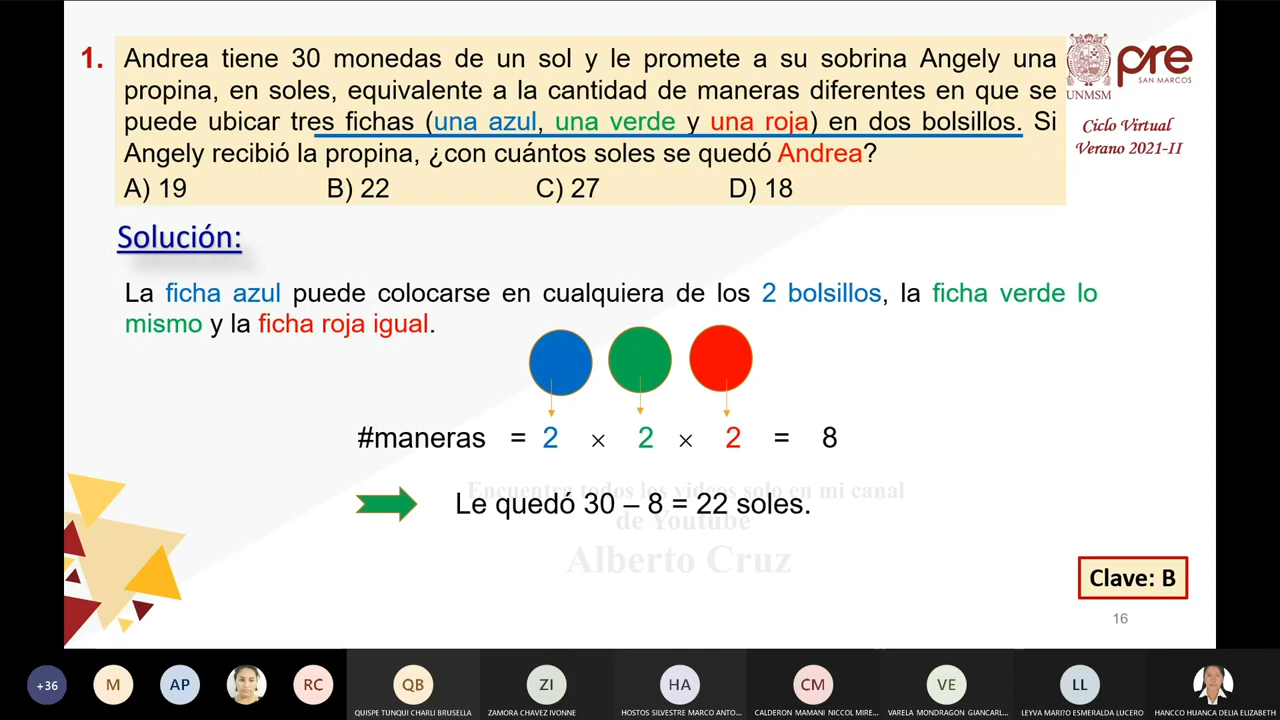 1. Andrea tiene 30 monedas de un sol y le promete a su sobrina Angely una
propina, en soles, equivalente a la cantidad de maneras diferentes en que se
puede ubicar tres fichas (una azul, una verde y una roja) en dos bolsillos. Si
Angely recibió la propina, ¿con cuántos soles se quedó Andrea?
A) 19 B) 22 C) 27 D) 18
UNMSM
pre
SAN MARCOS
Ciclo Virtual
Verano 2021-II
Solución:
La ficha azul puede colocarse en cualquiera de los 2 bolsillos, la ficha verde lo
mismo y la ficha roja igual.
#maneras = 2 × 2 × 2 = 8
Encuentra todos los videos solo en mi canal
Le quedó 30 – 8 = 22 soles.
de Youtube
Alberto Cruz
Clave: B
16
+36 M AP RC QB ZI HA CM VE LL
QUISPE TUNQUI CHARLI BRUSELLA ZAMORA CHAVEZ IVONNE HOSTOS SILVESTRE MARCO ANTO... CALDERON MAMANI NICCOL MIRE... VARELA MONDRAGON GIANCARL... LEYVA MARIÑO ESMERALDA LUCERO HANCCO HUANCA DELIA ELIZABETH